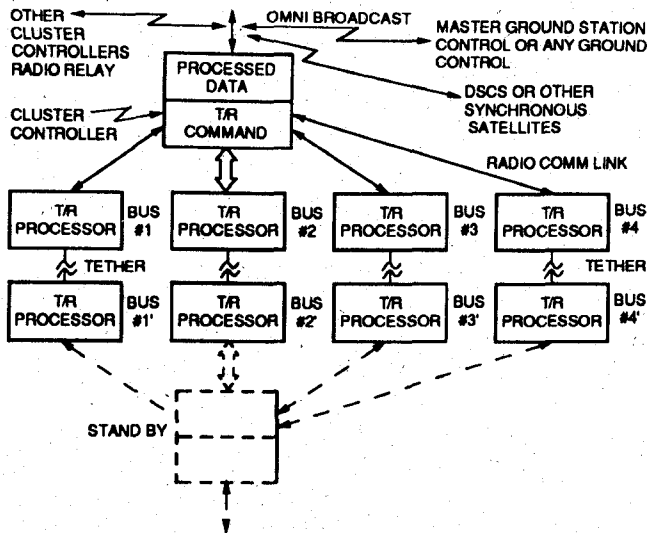 OTHER
CLUSTER
CONTROLLERS
RADIO RELAY
OMNI BROADCAST
MASTER GROUND STATION
CONTROL OR ANY GROUND
CONTROL
PROCESSED
DATA
DSCS OR OTHER
SYNCHRONOUS
SATELLITES
CLUSTER
CONTROLLER
T/R
COMMAND
RADIO COMM LINK
T/R
PROCESSOR
BUS
#1
T/R
PROCESSOR
BUS
#2
T/R
PROCESSOR
BUS
#3
T/R
PROCESSOR
BUS
#4
TETHER
TETHER
T/R
PROCESSOR
BUS
#1'
T/R
PROCESSOR
BUS
#2'
T/R
PROCESSOR
BUS
#3'
T/R
PROCESSOR
BUS
#4'
STAND BY